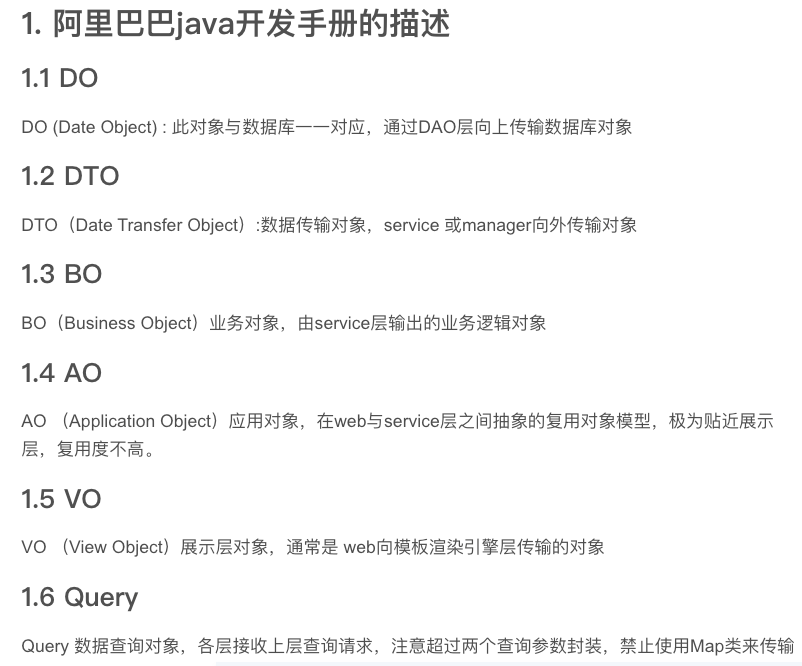 1. 阿里巴巴java开发手册的描述
1.1 DO
DO (Date Object) : 此对象与数据库一一对应，通过DAO层向上传输数据库对象
1.2 DTO
DTO（Date Transfer Object）:数据传输对象，service 或manager向外传输对象
1.3 BO
BO（Business Object）业务对象，由service层输出的业务逻辑对象
1.4 AO
AO （Application Object）应用对象，在web与service层之间抽象的复用对象模型，极为贴近展示
层，复用度不高。
1.5 VO
VO （View Object）展示层对象，通常是 web向模板渲染引擎层传输的对象
1.6 Query
Query 数据查询对象，各层接收上层查询请求，注意超过两个查询参数封装，禁止使用Map类来传输